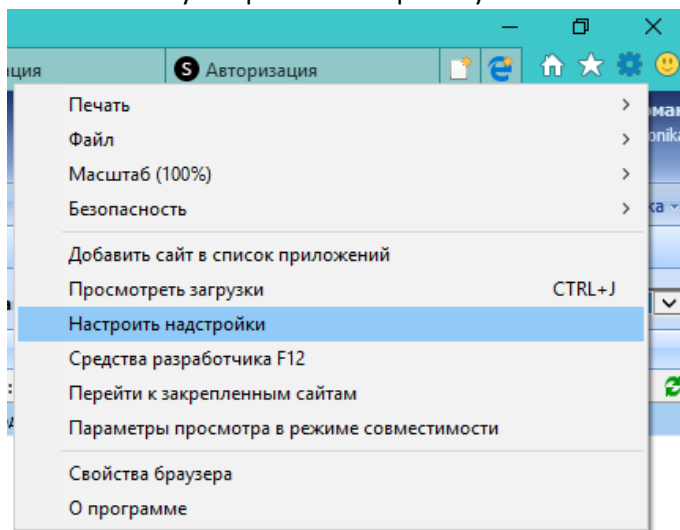 ция
S Авторизация
Печать
Файл
Масштаб (100%)
Безопасность
Добавить сайт в список приложений
Просмотреть загрузки CTRL+J
Настроить надстройки
Средства разработчика F12
Перейти к закрепленным сайтам
Параметры просмотра в режиме совместимости
Свойства браузера
О программе